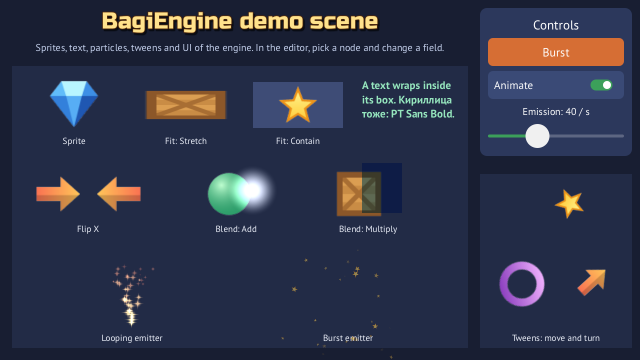 BagiEngine demo scene
Sprites, text, particles, tweens and UI of the engine. In the editor, pick a node and change a field.
Controls
Burst
Animate
Emission: 40 / s
A text wraps inside
its box. Кириллица
тоже: PT Sans Bold.
Sprite
Fit: Stretch
Fit: Contain
Flip X
Blend: Add
Blend: Multiply
Looping emitter
Burst emitter
Tweens: move and turn